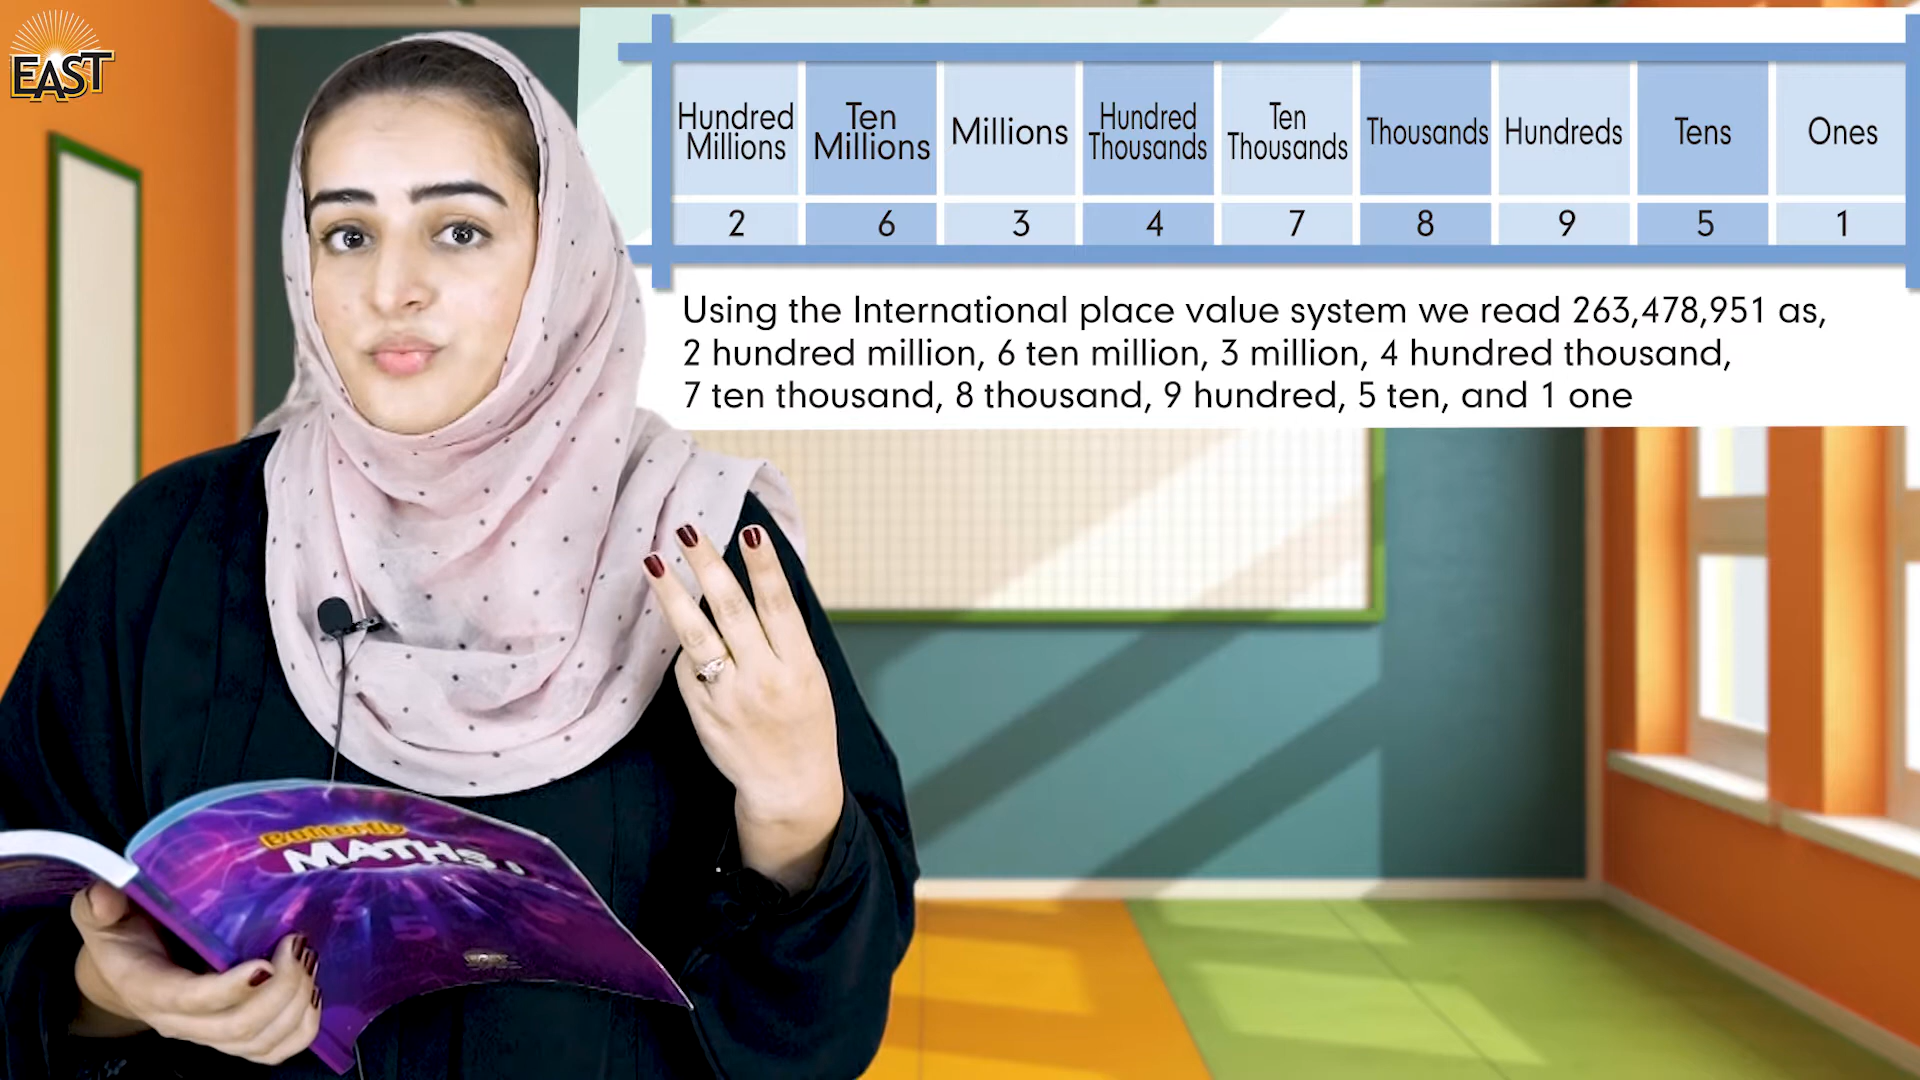 EAST
Hundred
Millions
Ten
Millions
Millions
Hundred
Thousands
Ten
Thousands
Thousands
Hundreds
Tens
Ones
2 6 3 4 7 8 9 5 1
Using the International place value system we read 263,478,951 as,
2 hundred million, 6 ten million, 3 million, 4 hundred thousand,
7 ten thousand, 8 thousand, 9 hundred, 5 ten, and 1 one
Butterfly
MATHS